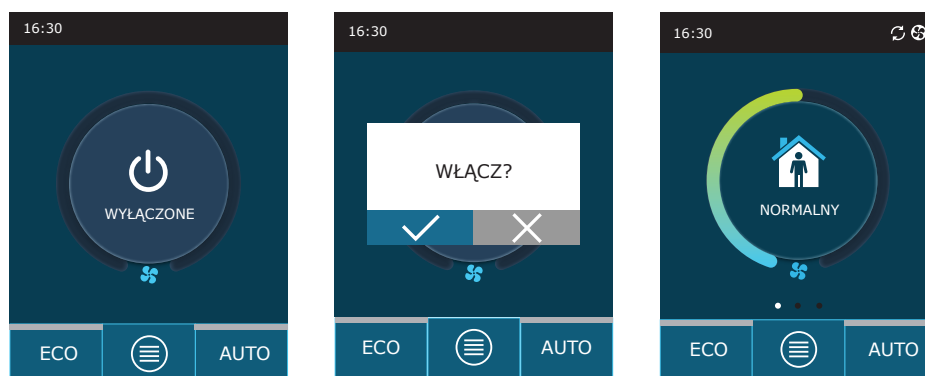 16:30
WYŁĄCZONE
ECO
AUTO
16:30
WŁĄCZ?
ECO
AUTO
16:30
NORMALNY
ECO
AUTO